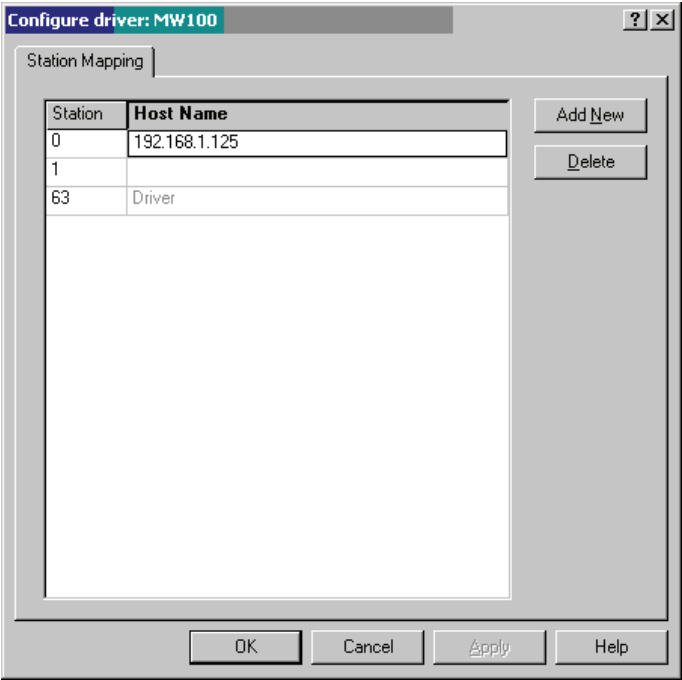 Configure driver: MW100
? ×
Station Mapping
Station Host Name
0 192.168.1.125
1
63 Driver
Add New
Delete
OK Cancel Apply Help